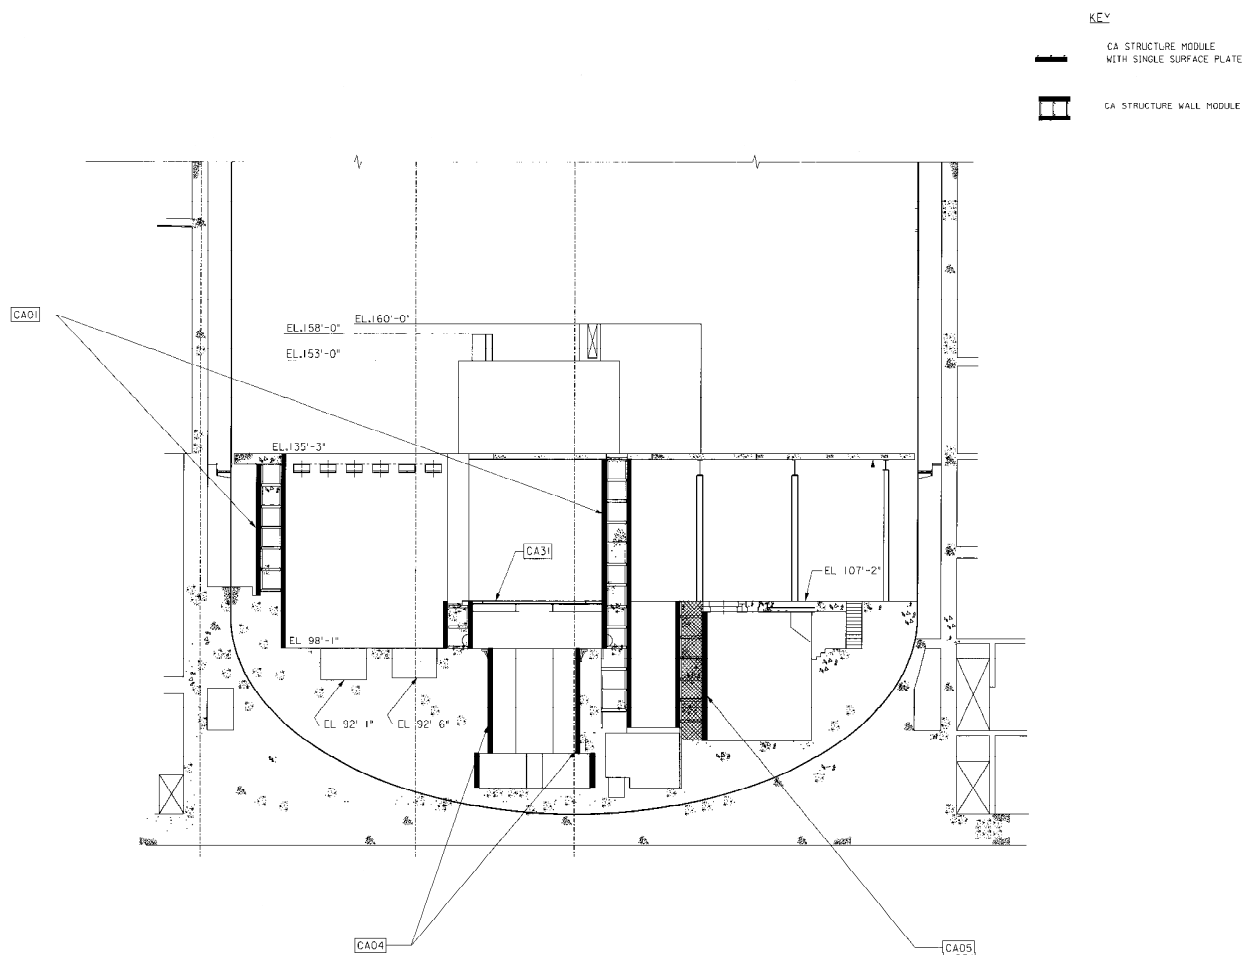 KEY
CA STRUCTURE MODULE
WITH SINGLE SURFACE PLATE
CA STRUCTURE WALL MODULE
CA01
EL.160'-0"
EL.158'-0"
EL.153'-0"
EL.135'-3"
CA31
EL 107'-2"
EL 98'-1"
EL 92' 1"
EL 92' 6"
CA04
CA05